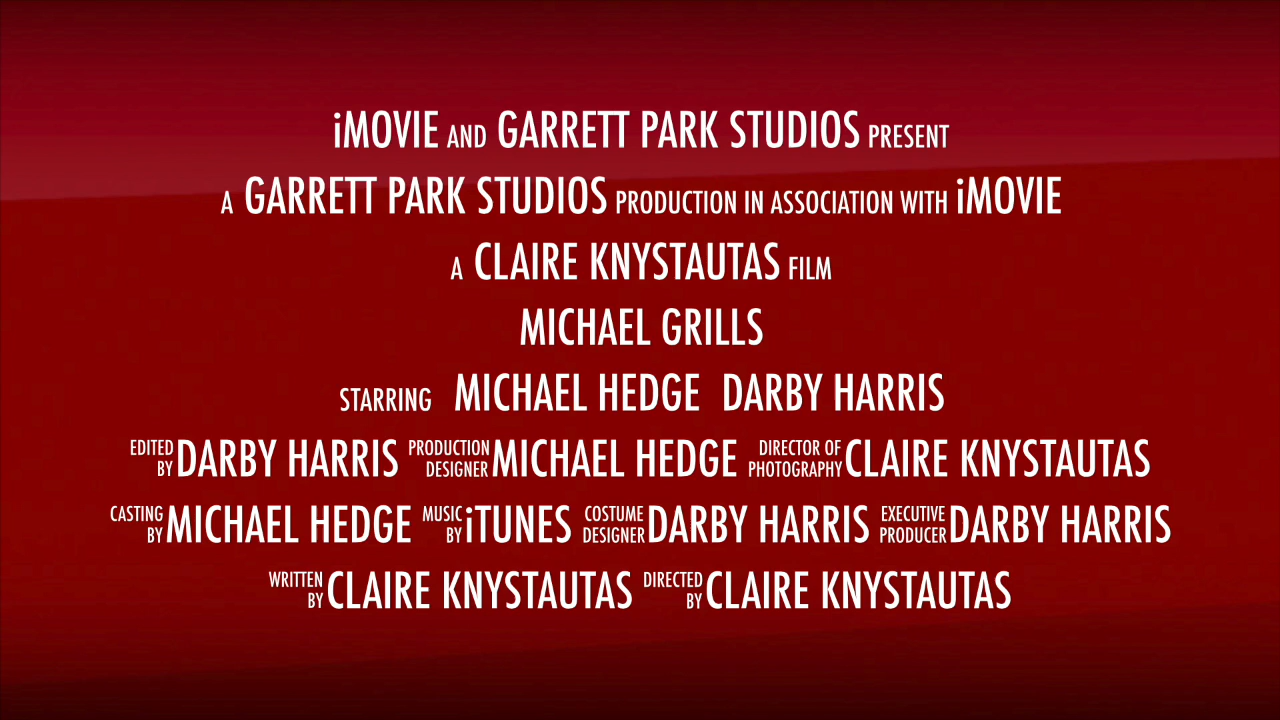 iMOVIE AND GARRETT PARK STUDIOS PRESENT
A GARRETT PARK STUDIOS PRODUCTION IN ASSOCIATION WITH iMOVIE
A CLAIRE KNYSTAUTAS FILM
MICHAEL GRILLS
STARRING MICHAEL HEDGE DARBY HARRIS
EDITED BY DARBY HARRIS PRODUCTION DESIGNER MICHAEL HEDGE DIRECTOR OF PHOTOGRAPHY CLAIRE KNYSTAUTAS
CASTING BY MICHAEL HEDGE MUSIC BY iTUNES COSTUME DESIGNER DARBY HARRIS EXECUTIVE PRODUCER DARBY HARRIS
WRITTEN BY CLAIRE KNYSTAUTAS DIRECTED BY CLAIRE KNYSTAUTAS